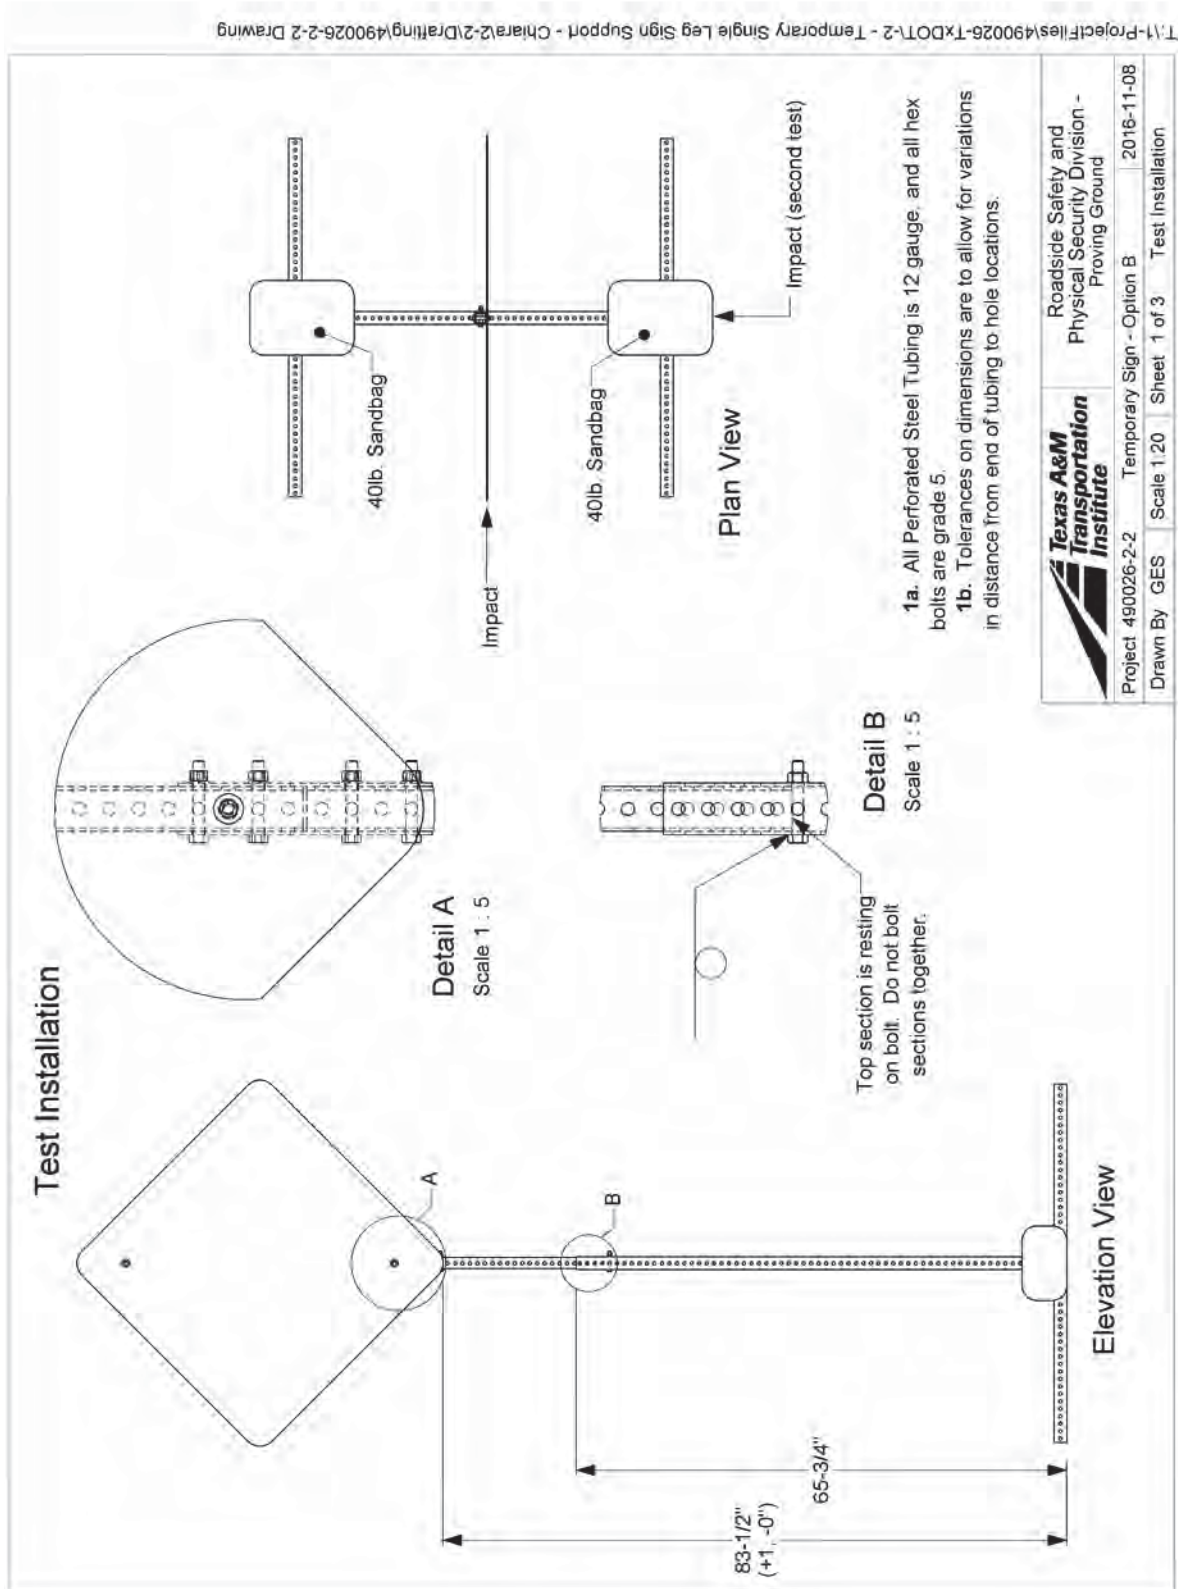 T:\1-ProjectFiles\490026-TxDOT\-2 - Temporary Single Leg Sign Support - Chiara\2-2\Drafting\490026-2-2 Drawing
Test Installation
A
B
83-1/2"
(+1, -0")
65-3/4"
Elevation View
Detail A
Scale 1 : 5
Top section is resting
on bolt. Do not bolt
sections together.
Detail B
Scale 1 : 5
Impact
40lb. Sandbag
40lb. Sandbag
Impact (second test)
Plan View
1a. All Perforated Steel Tubing is 12 gauge, and all hex
bolts are grade 5.
1b. Tolerances on dimensions are to allow for variations
in distance from end of tubing to hole locations.
Texas A&M
Transportation
Institute
Roadside Safety and
Physical Security Division -
Proving Ground
Project 490026-2-2 Temporary Sign - Option B 2016-11-08
Drawn By GES Scale 1:20 Sheet 1 of 3 Test Installation